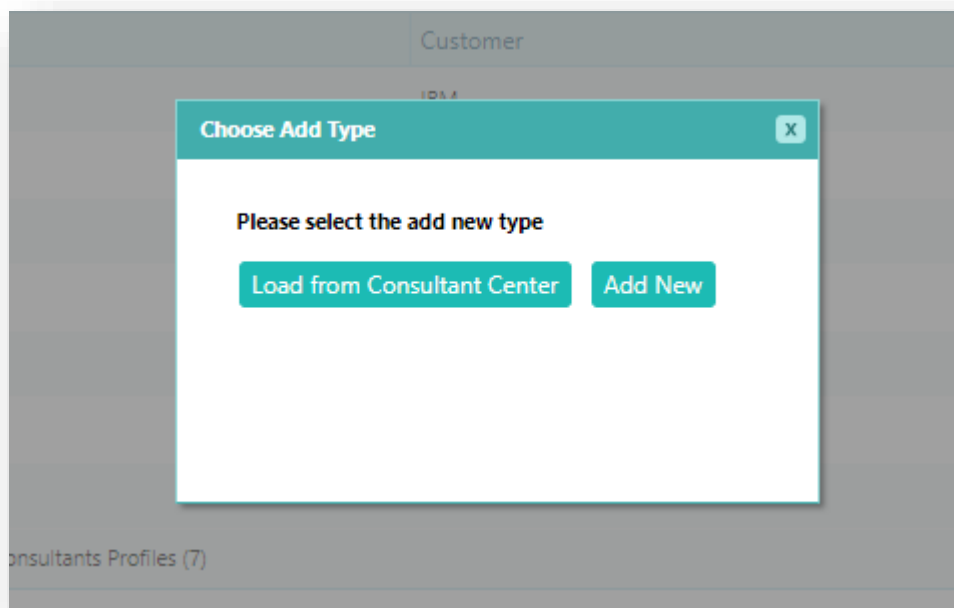 Customer
IBM
Choose Add Type
x
Please select the add new type
Load from Consultant Center Add New
onsultants Profiles (7)